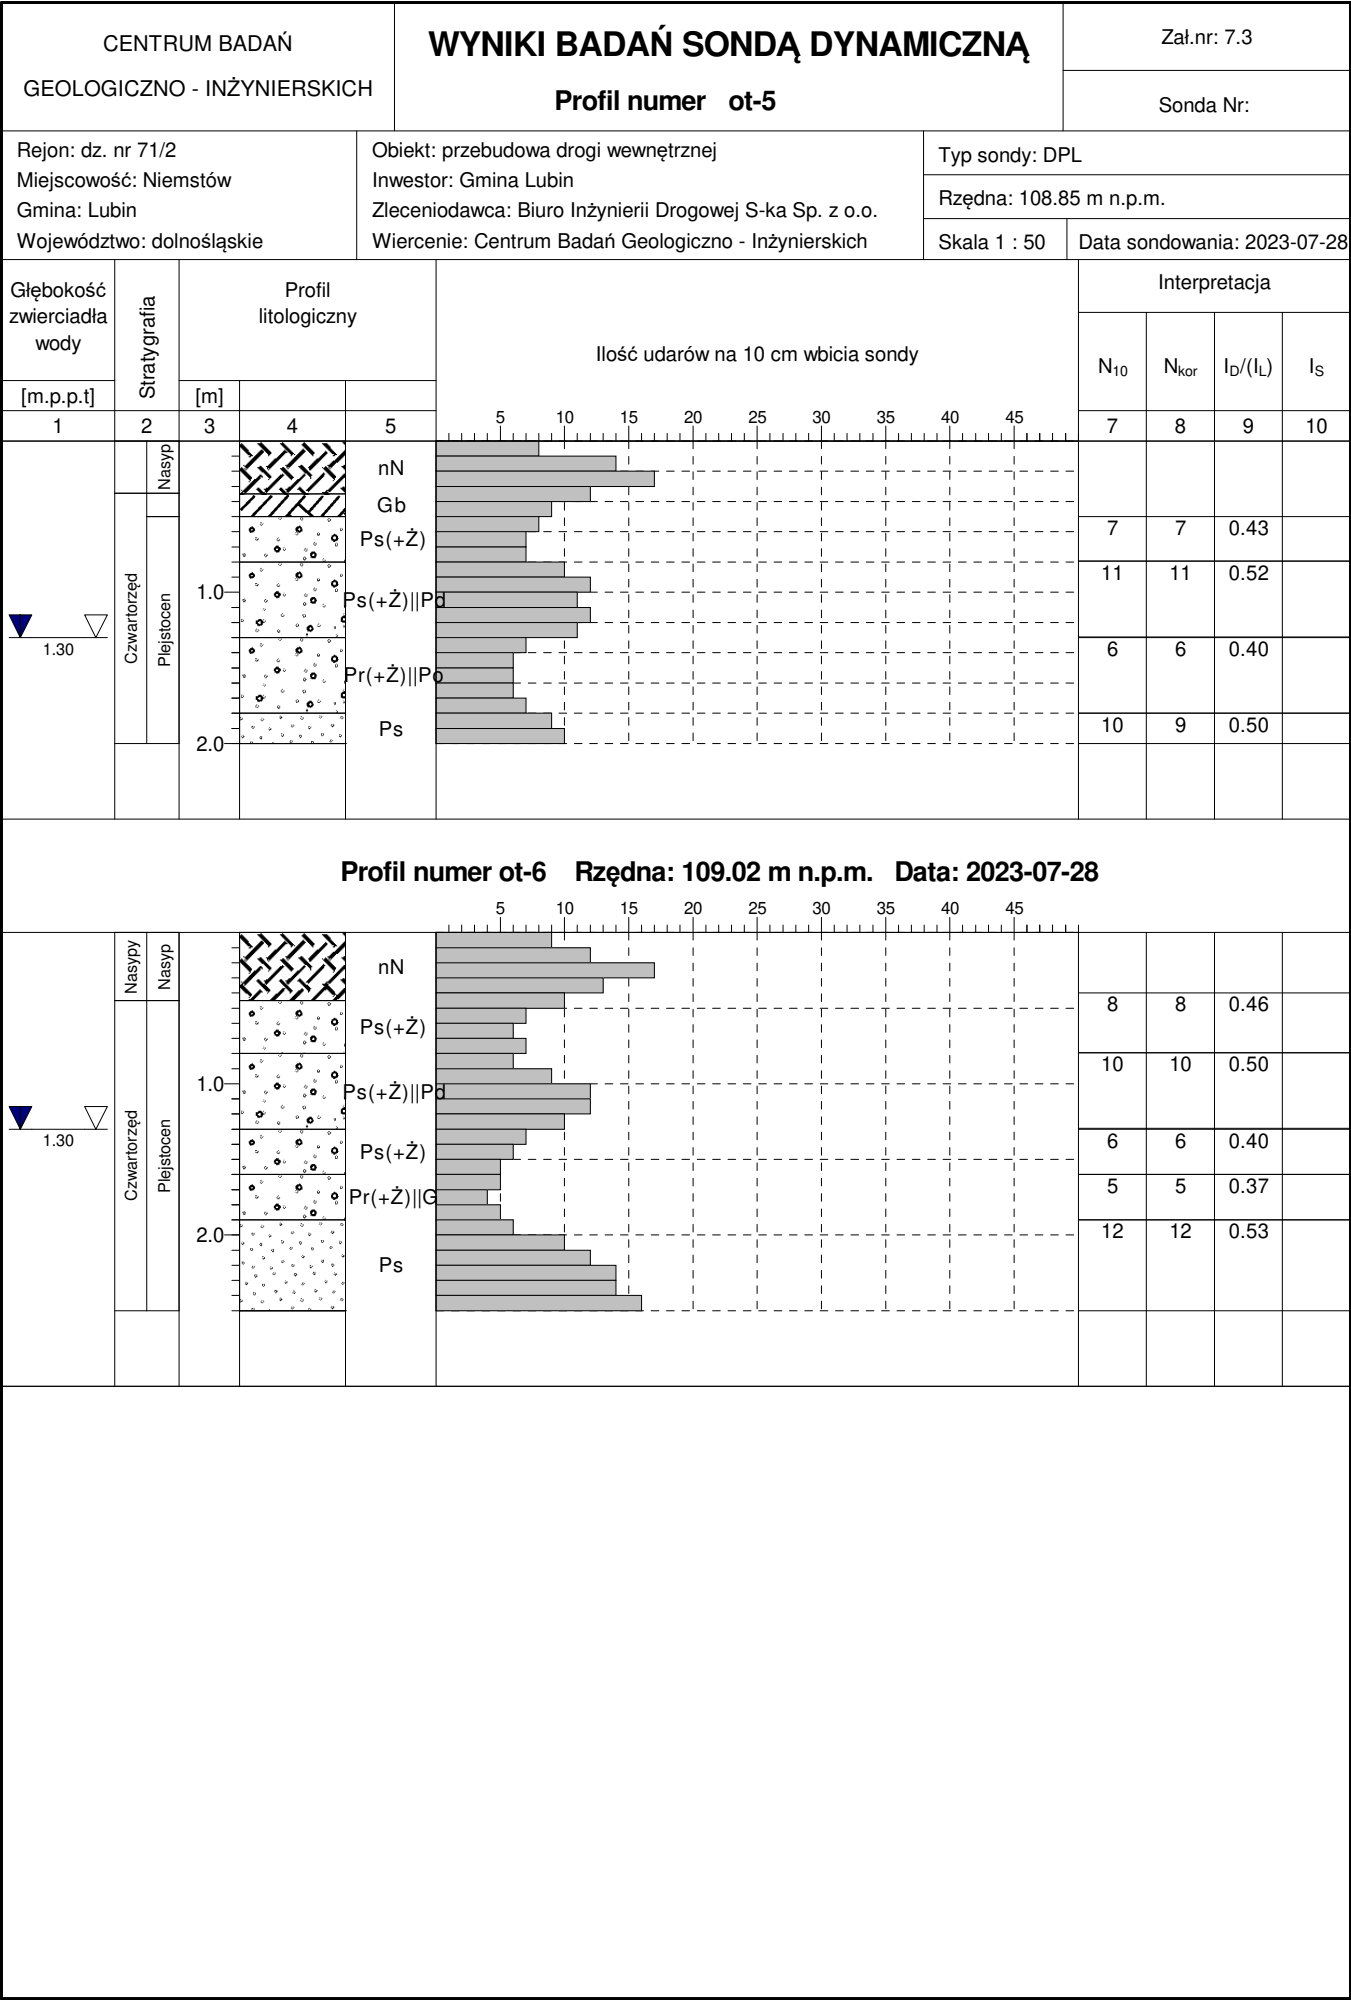 CENTRUM BADAŃ
GEOLOGICZNO - INŻYNIERSKICH
WYNIKI BADAŃ SONDĄ DYNAMICZNĄ
Profil numer ot-5
Zał.nr: 7.3
Sonda Nr:
Rejon: dz. nr 71/2
Miejscowość: Niemstów
Gmina: Lubin
Województwo: dolnośląskie
Obiekt: przebudowa drogi wewnętrznej
Inwestor: Gmina Lubin
Zleceniodawca: Biuro Inżynierii Drogowej S-ka Sp. z o.o.
Wiercenie: Centrum Badań Geologiczno - Inżynierskich
Typ sondy: DPL
Rzędna: 108.85 m n.p.m.
Skala 1 : 50
Data sondowania: 2023-07-28
Głębokość
zwierciadła
wody
[m.p.p.t]
Stratygrafia
Profil
litologiczny
[m]
Ilość udarów na 10 cm wbicia sondy
Interpretacja
N10 Nkor ID/(IL) IS
5 10 15 20 25 30 35 40 45
1 2 3 4 5 7 8 9 10
Nasyp
Czwartorzęd
Plejstocen
1.30
1.0
2.0
nN
Gb
Ps(+Ż)
7 7 0.43
Ps(+Ż)||Pd
11 11 0.52
Pr(+Ż)||Po
6 6 0.40
Ps
10 9 0.50
Profil numer ot-6 Rzędna: 109.02 m n.p.m. Data: 2023-07-28
5 10 15 20 25 30 35 40 45
Nasypy
Nasyp
Czwartorzęd
Plejstocen
1.30
1.0
2.0
nN
Ps(+Ż)
8 8 0.46
Ps(+Ż)||Pd
10 10 0.50
Ps(+Ż)
6 6 0.40
Pr(+Ż)||G
5 5 0.37
Ps
12 12 0.53